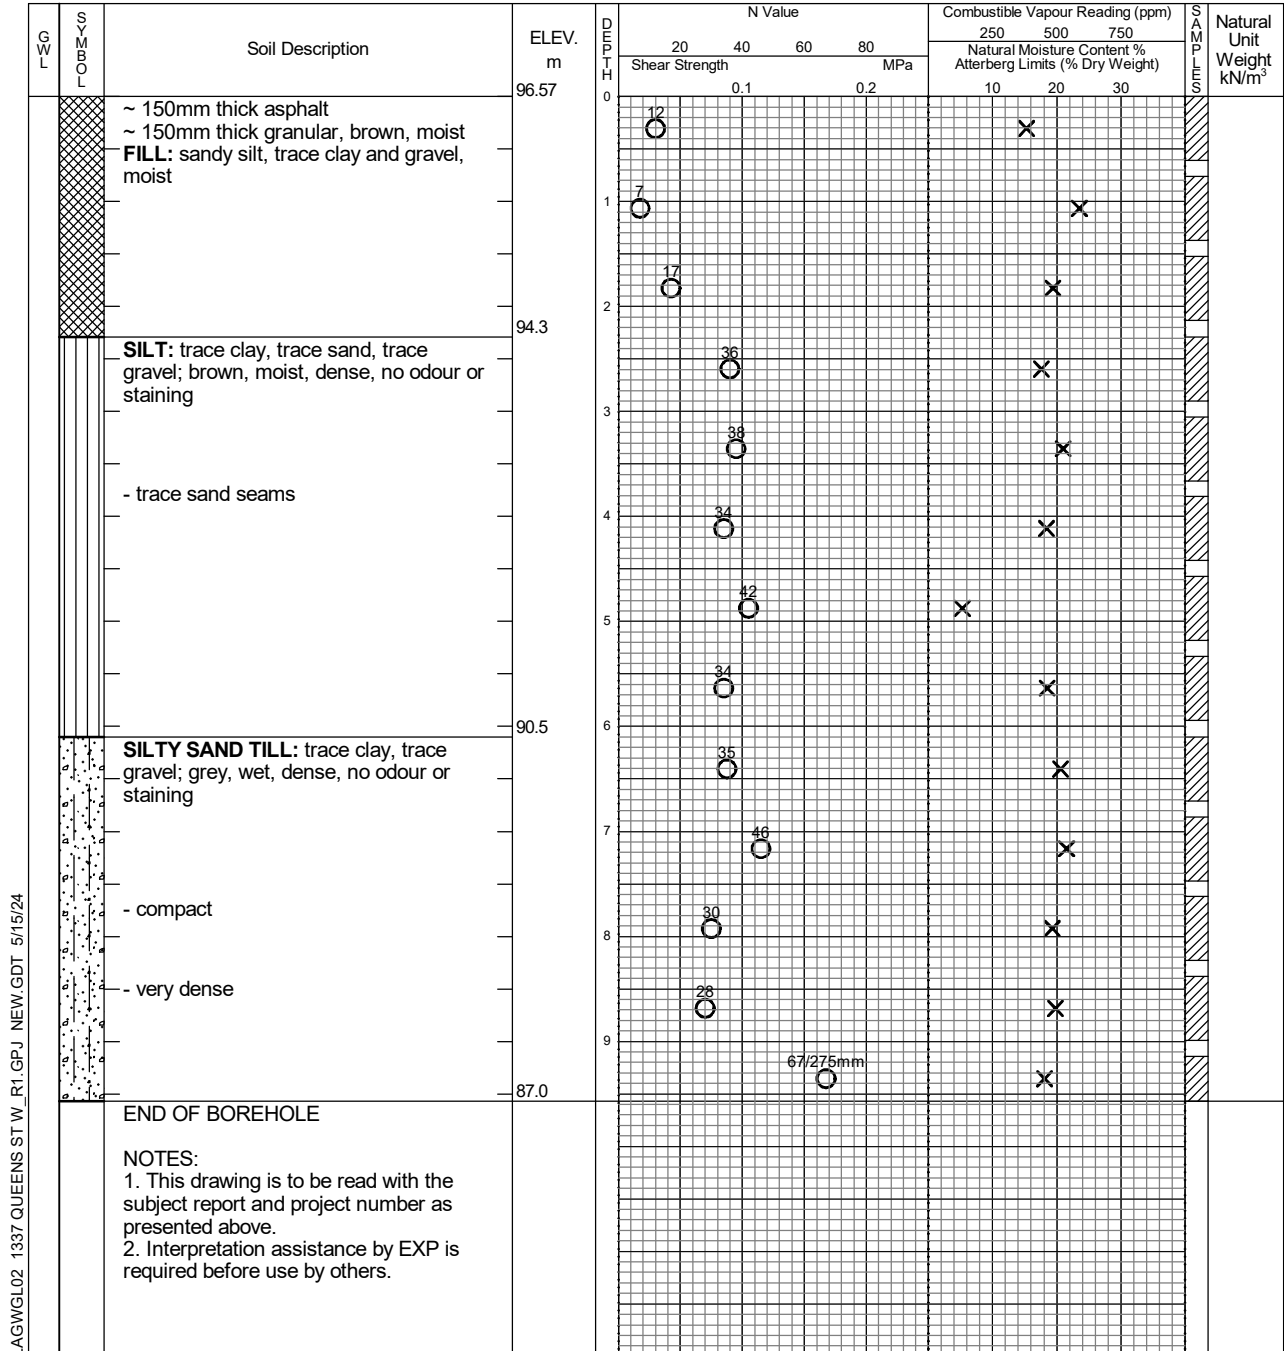 GWL
SYMBOL
Soil Description
ELEV.
m
96.57
DEPTH
N Value
20 40 60 80
Shear Strength MPa
0.1 0.2
Combustible Vapour Reading (ppm)
250 500 750
Natural Moisture Content %
Atterberg Limits (% Dry Weight)
10 20 30
SAMPLES
Natural
Unit
Weight
kN/m³
~ 150mm thick asphalt
~ 150mm thick granular, brown, moist
FILL: sandy silt, trace clay and gravel,
moist
94.3
SILT: trace clay, trace sand, trace
gravel; brown, moist, dense, no odour or
staining
- trace sand seams
90.5
SILTY SAND TILL: trace clay, trace
gravel; grey, wet, dense, no odour or
staining
- compact
- very dense
87.0
END OF BOREHOLE
NOTES:
1. This drawing is to be read with the
subject report and project number as
presented above.
2. Interpretation assistance by EXP is
required before use by others.
0
12
1
7
17
2
36
3
38
4
34
42
5
34
6
35
7
46
30
8
28
9
67/275mm
AGWGL02 1337 QUEENS ST W_R1.GPJ NEW.GDT 5/15/24